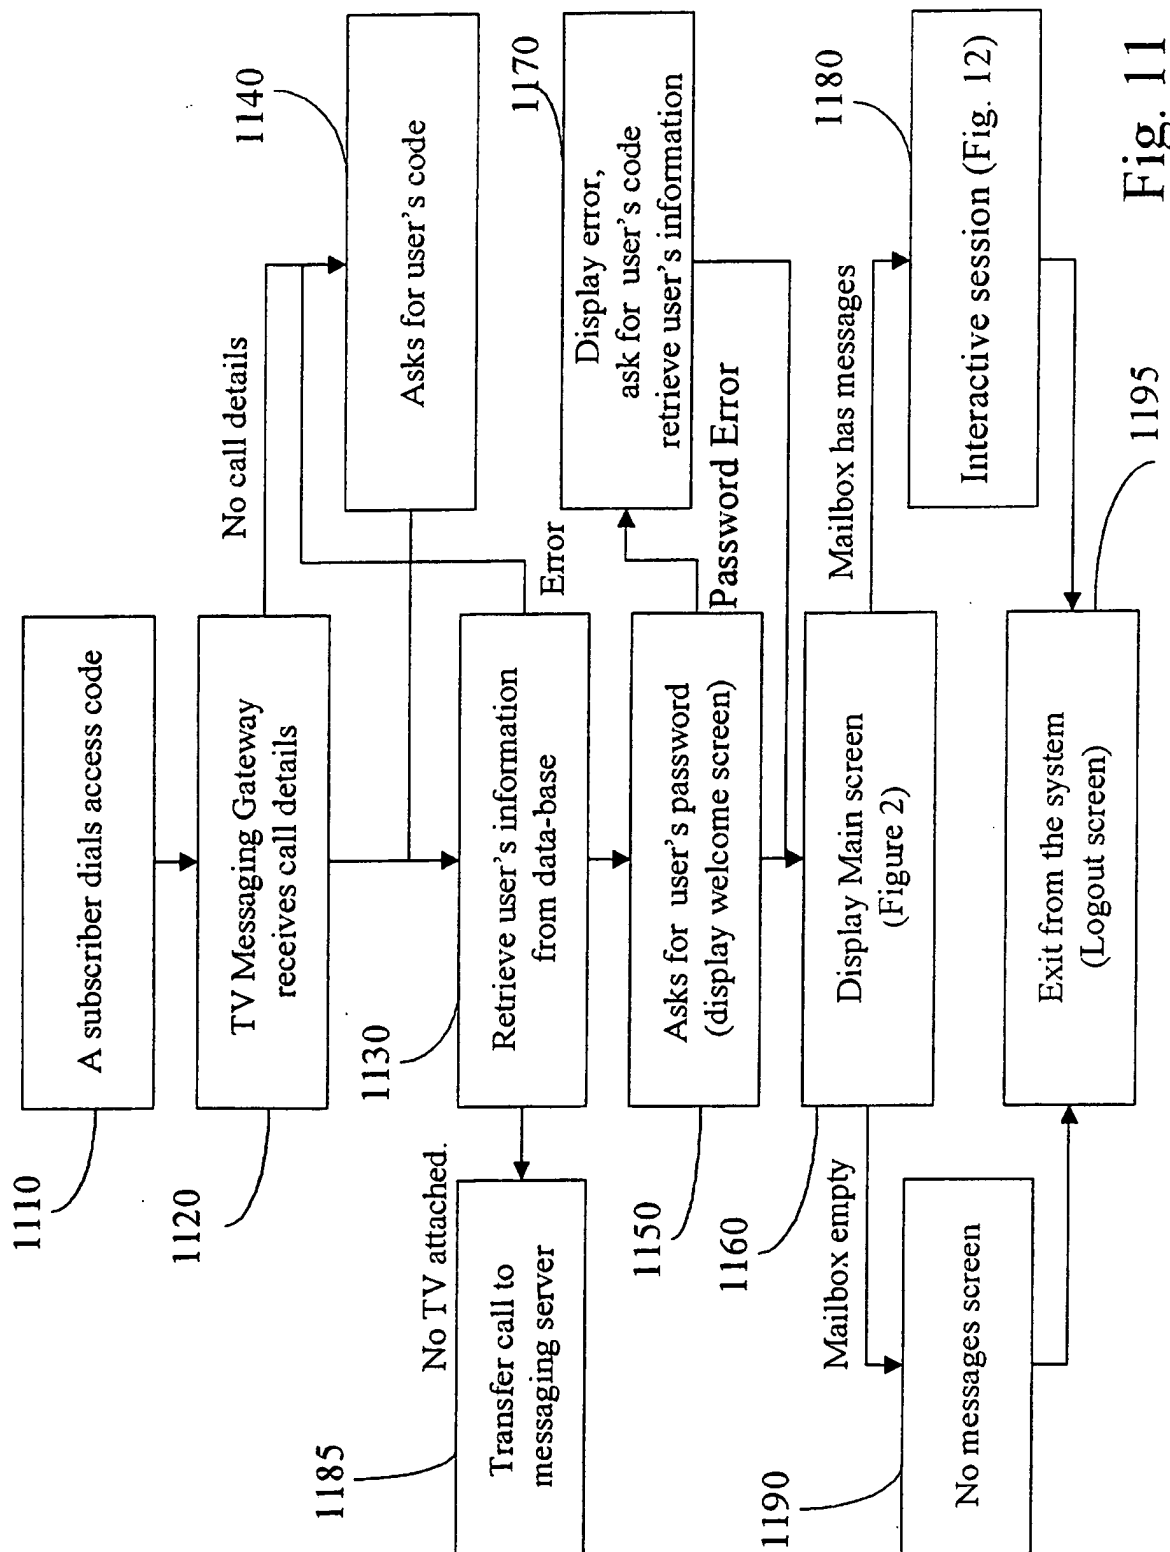 1110
A subscriber dials access code
1120
TV Messaging Gateway
receives call details
No call details
1140
Asks for user's code
1130
Retrieve user's information
from data-base
Error
No TV attached.
1185
Transfer call to
messaging server
1150
Asks for user's password
(display welcome screen)
Password Error
1170
Display error,
ask for user's code
retrieve user's information
1160
Display Main screen
(Figure 2)
Mailbox has messages
1180
Interactive session (Fig. 12)
Mailbox empty
1190
No messages screen
1195
Exit from the system
(Logout screen)
Fig. 11